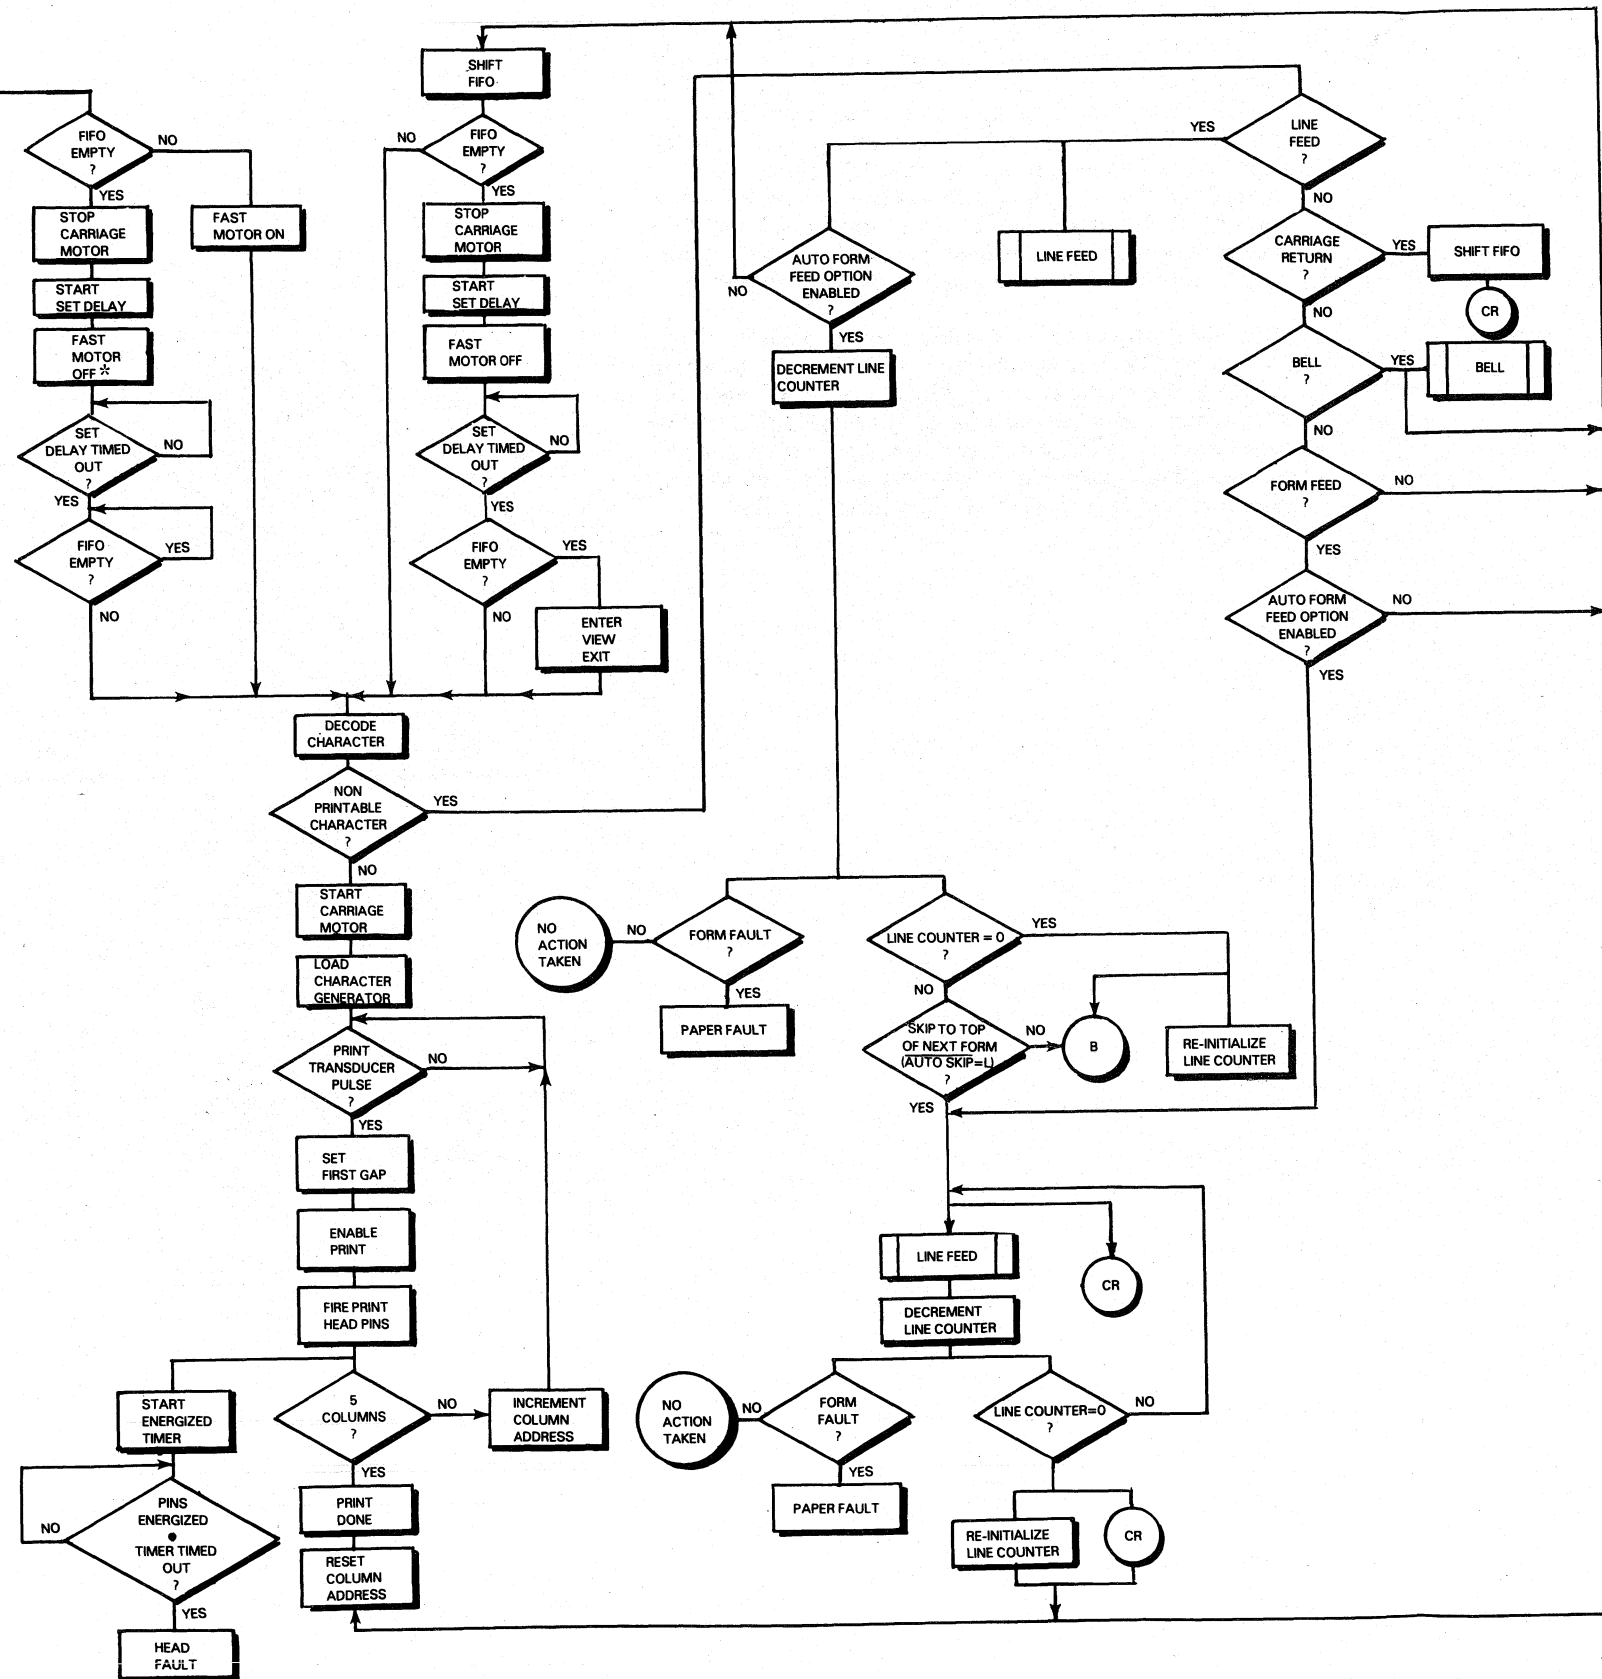 FIFO
EMPTY
?
NO
YES
STOP
CARRIAGE
MOTOR
FAST
MOTOR ON
START
SET DELAY
FAST
MOTOR
OFF *
SET
DELAY TIMED
OUT
?
NO
YES
FIFO
EMPTY
?
YES
NO
SHIFT
FIFO
FIFO
EMPTY
?
NO
YES
STOP
CARRIAGE
MOTOR
START
SET DELAY
FAST
MOTOR OFF
SET
DELAY TIMED
OUT
?
NO
YES
FIFO
EMPTY
?
YES
NO
ENTER
VIEW
EXIT
DECODE
CHARACTER
NON
PRINTABLE
CHARACTER
?
YES
NO
START
CARRIAGE
MOTOR
LOAD
CHARACTER
GENERATOR
PRINT
TRANSDUCER
PULSE
?
NO
YES
SET
FIRST GAP
ENABLE
PRINT
FIRE PRINT
HEAD PINS
START
ENERGIZED
TIMER
PINS
ENERGIZED
•
TIMER TIMED
OUT
?
NO
YES
HEAD
FAULT
5
COLUMNS
?
NO
INCREMENT
COLUMN
ADDRESS
YES
PRINT
DONE
RESET
COLUMN
ADDRESS
LINE
FEED
?
YES
NO
LINE FEED
AUTO FORM
FEED OPTION
ENABLED
?
NO
YES
DECREMENT LINE
COUNTER
CARRIAGE
RETURN
?
YES
SHIFT FIFO
CR
NO
BELL
?
YES
BELL
NO
FORM FEED
?
NO
YES
AUTO FORM
FEED OPTION
ENABLED
?
NO
YES
FORM FAULT
?
NO
NO
ACTION
TAKEN
YES
PAPER FAULT
LINE COUNTER = 0
?
YES
NO
SKIP TO TOP
OF NEXT FORM
(AUTO SKIP=L)
?
NO
B
RE-INITIALIZE
LINE COUNTER
YES
LINE FEED
CR
DECREMENT
LINE COUNTER
FORM
FAULT
?
NO
NO
ACTION
TAKEN
YES
PAPER FAULT
LINE COUNTER=0
?
NO
RE-INITIALIZE
LINE COUNTER
CR